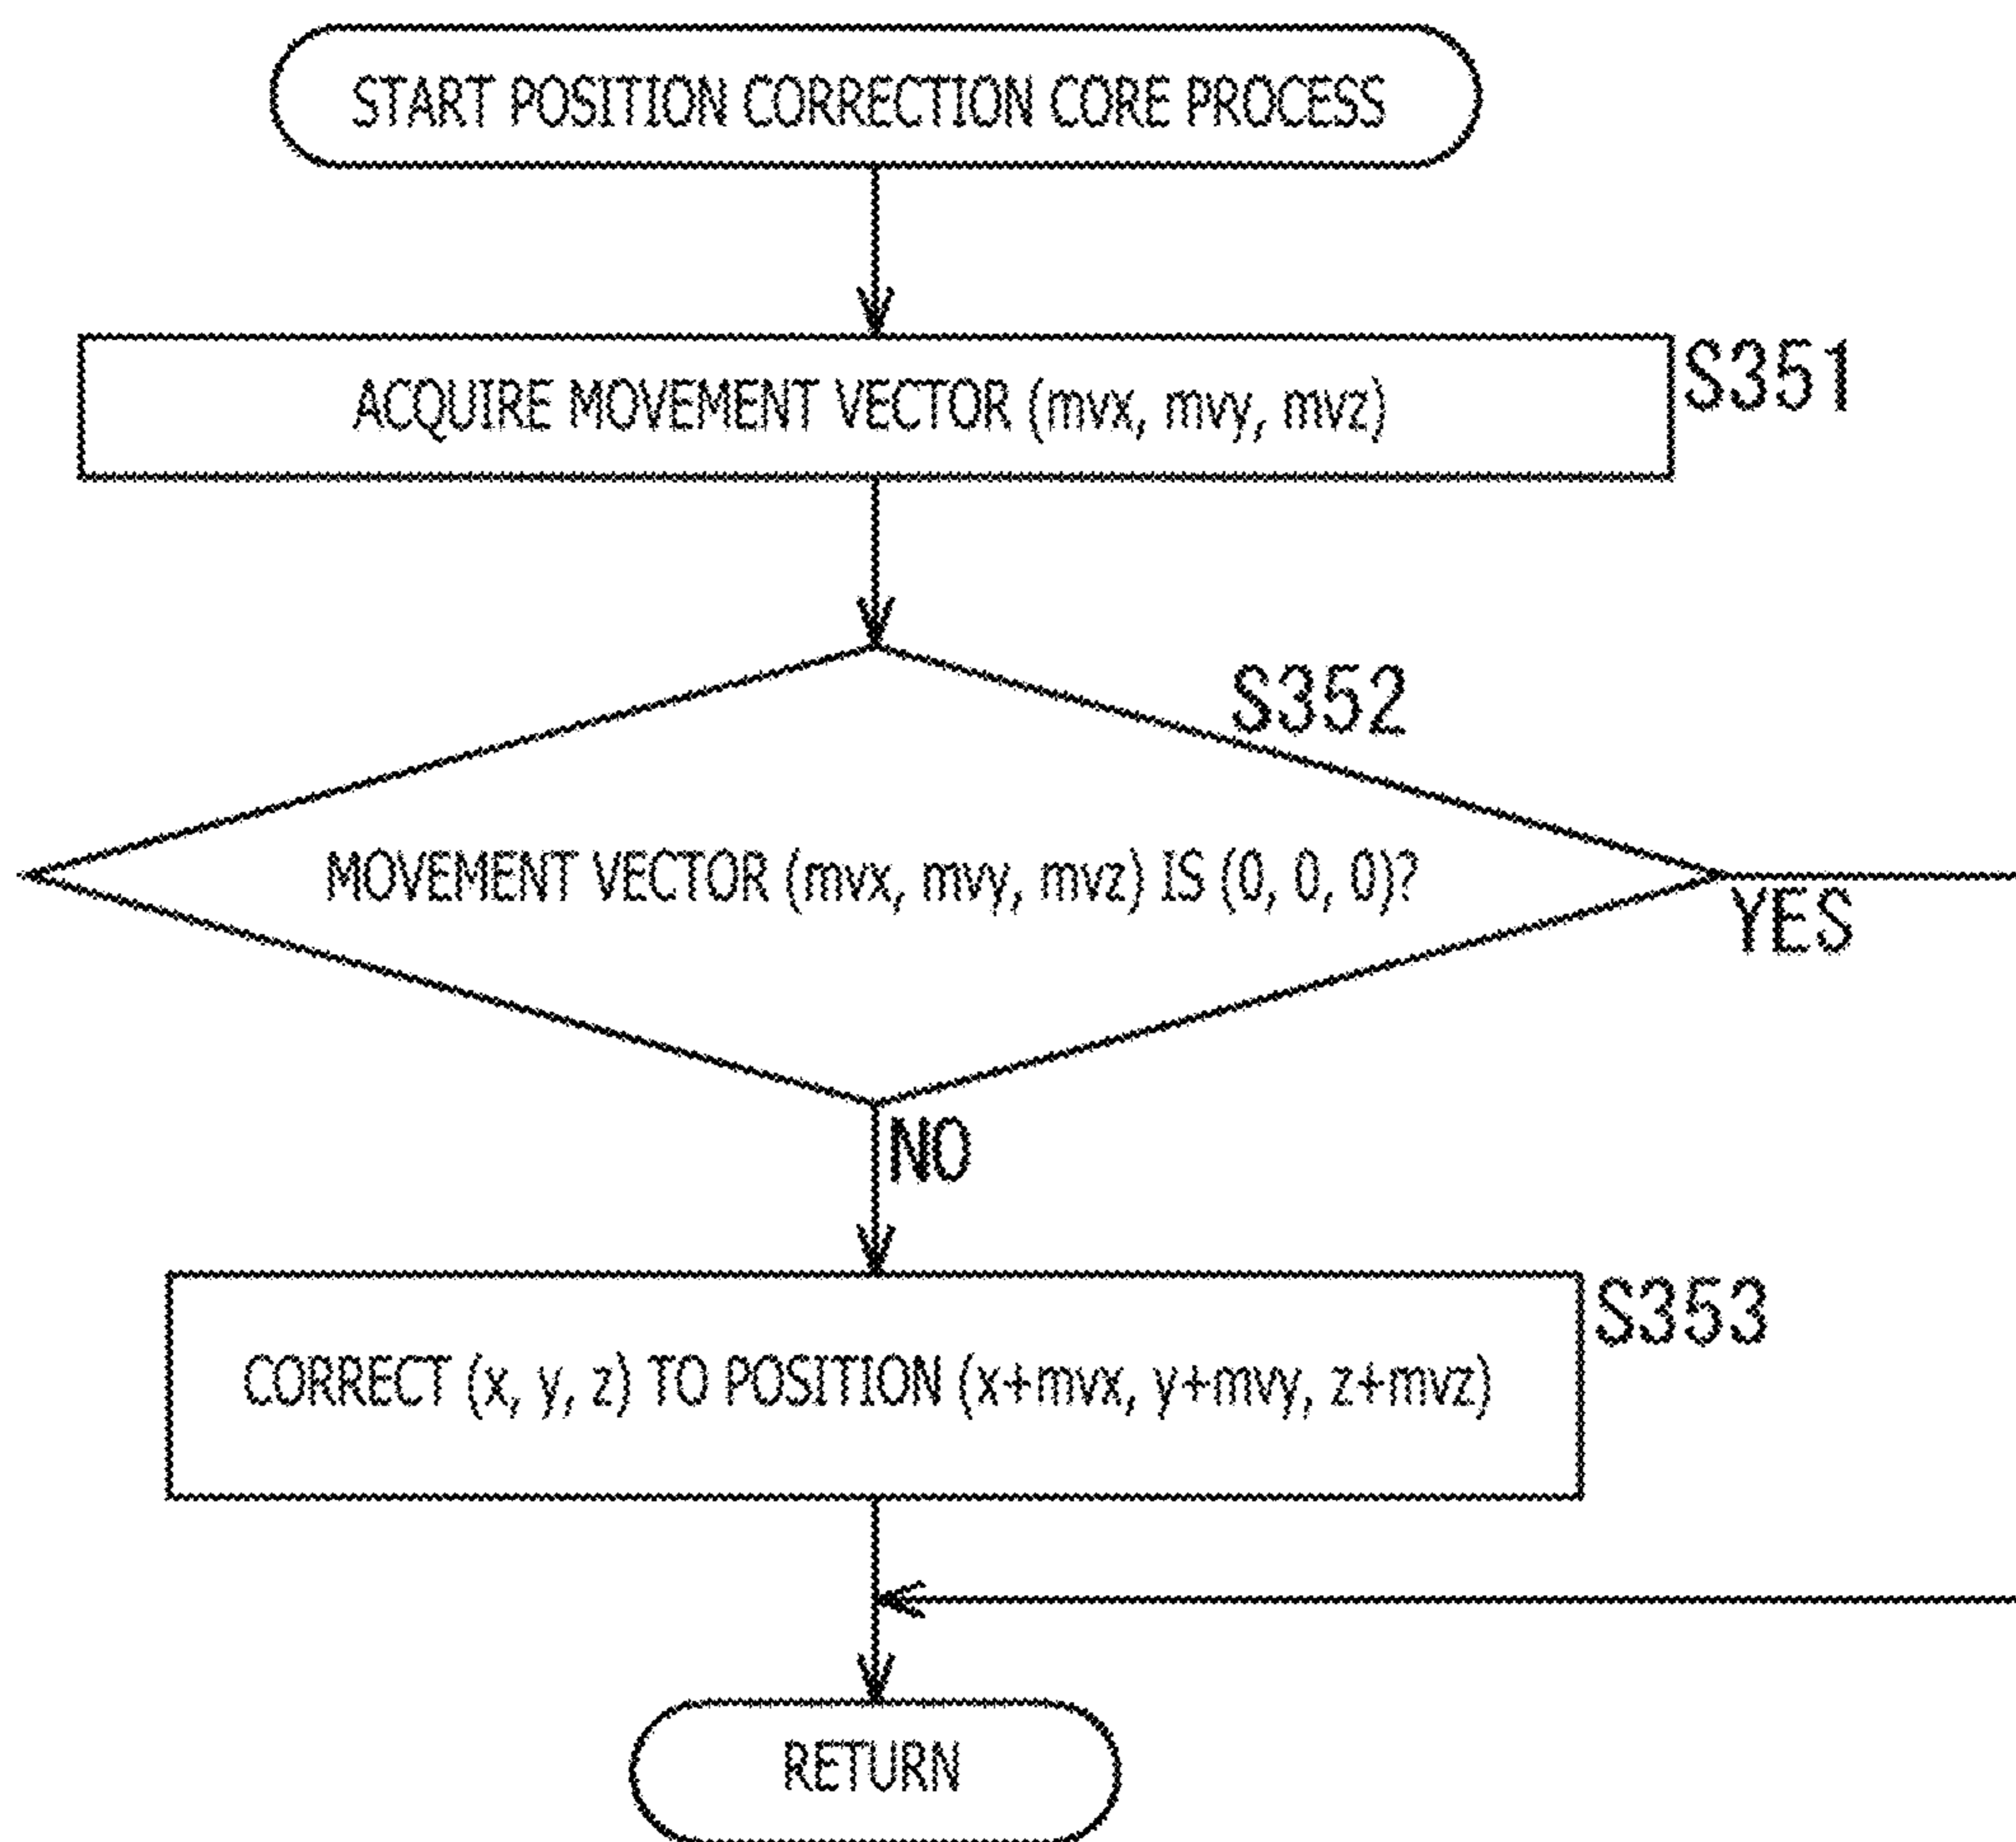 START POSITION CORRECTION CORE PROCESS
ACQUIRE MOVEMENT VECTOR (mvx, mvy, mvz)
S351
S352
MOVEMENT VECTOR (mvx, mvy, mvz) IS (0, 0, 0)?
YES
NO
S353
CORRECT (x, y, z) TO POSITION (x+mvx, y+mvy, z+mvz)
RETURN